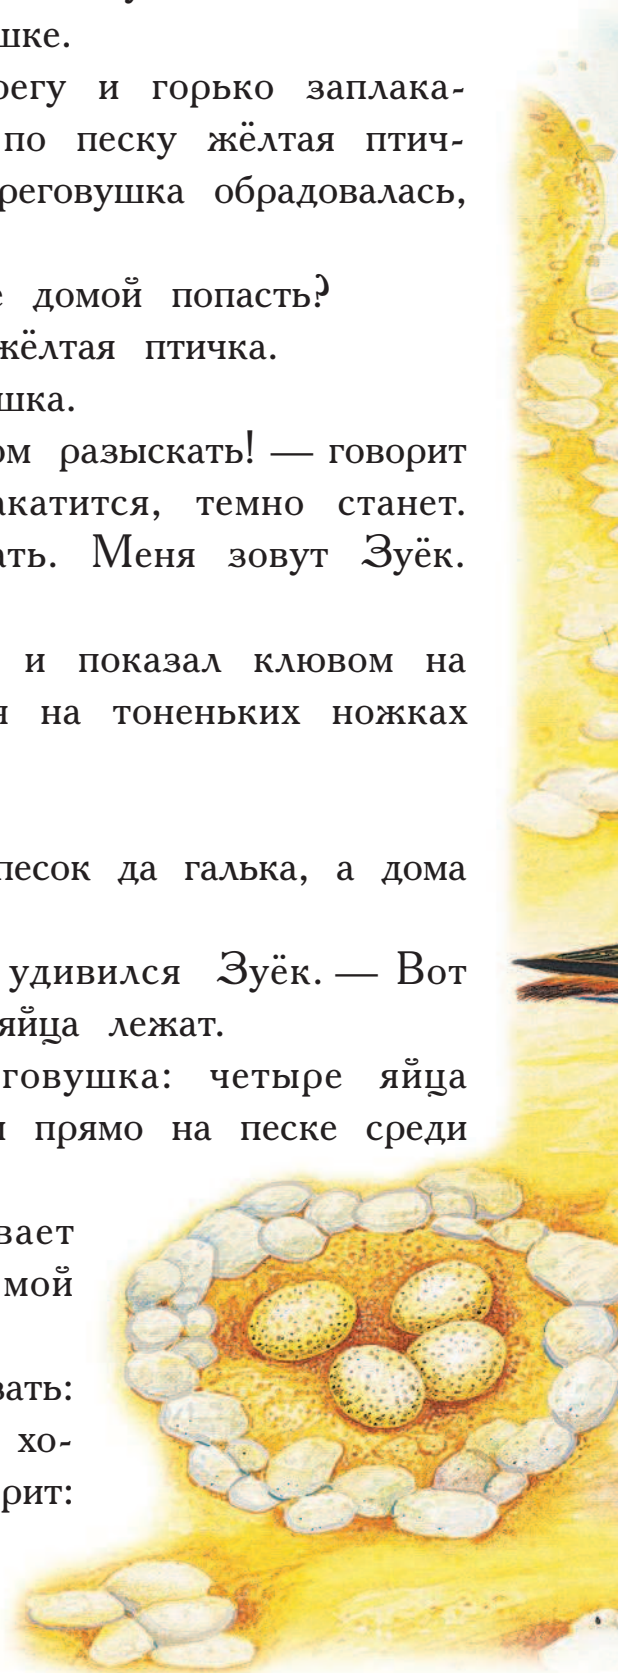 шке.
регу и горько заплака-
по песку жёлтая птич-
реговушка обрадовалась,
домой попасть?
жёлтая птичка.
шка.
ом разыскать! — говорит
акатится, темно станет.
ать. Меня зовут Зуёк.
и показал клювом на
я на тоненьких ножках
песок да галька, а дома
удивился Зуёк. — Вот
яйца лежат.
говушка: четыре яйца
прямо на песке среди
вает
мой
вать:
хо-
рит: